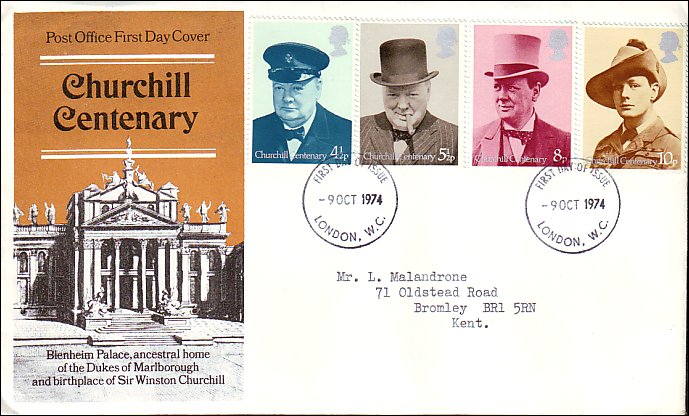 Post Office First Day Cover
Churchill
Centenary
Blenheim Palace, ancestral home
of the Dukes of Marlborough
and birthplace of Sir Winston Churchill
Churchill Centenary 4½p
Churchill Centenary 5½p
Churchill Centenary 8p
Churchill Centenary 10p
FIRST DAY OF ISSUE
-9 OCT 1974
LONDON, W.C.
FIRST DAY OF ISSUE
-9 OCT 1974
LONDON, W.C.
Mr. L. Malandrone
71 Oldstead Road
Bromley BR1 5RN
Kent.